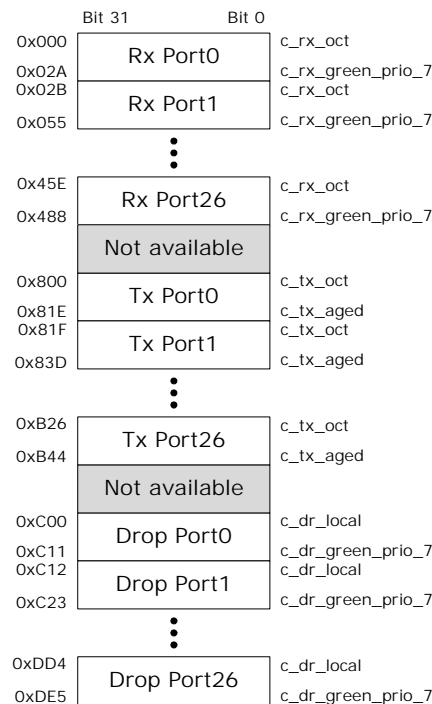 Bit 31 Bit 0
0x000 c_rx_oct
Rx Port0
0x02A c_rx_green_prio_7
0x02B c_rx_oct
Rx Port1
0x055 c_rx_green_prio_7
0x45E c_rx_oct
Rx Port26
0x488 c_rx_green_prio_7
Not available
0x800 c_tx_oct
Tx Port0
0x81E c_tx_aged
0x81F c_tx_oct
Tx Port1
0x83D c_tx_aged
0xB26 c_tx_oct
Tx Port26
0xB44 c_tx_aged
Not available
0xC00 c_dr_local
Drop Port0
0xC11 c_dr_green_prio_7
0xC12 c_dr_local
Drop Port1
0xC23 c_dr_green_prio_7
0xDD4 c_dr_local
Drop Port26
0xDE5 c_dr_green_prio_7